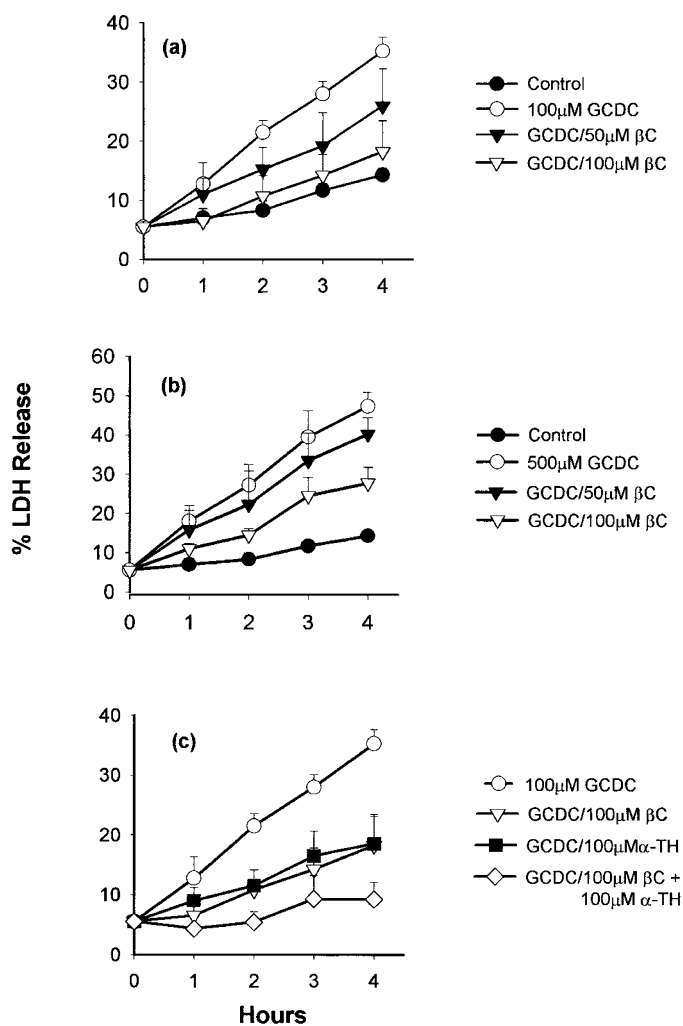 (a)
40
30
20
10
0
0 1 2 3 4
Control
100μM GCDC
GCDC/50μM βC
GCDC/100μM βC
% LDH Release
(b)
60
50
40
30
20
10
0
0 1 2 3 4
Control
500μM GCDC
GCDC/50μM βC
GCDC/100μM βC
(c)
40
30
20
10
0
0 1 2 3 4
Hours
100μM GCDC
GCDC/100μM βC
GCDC/100μMα-TH
GCDC/100μM βC +
100μM α-TH